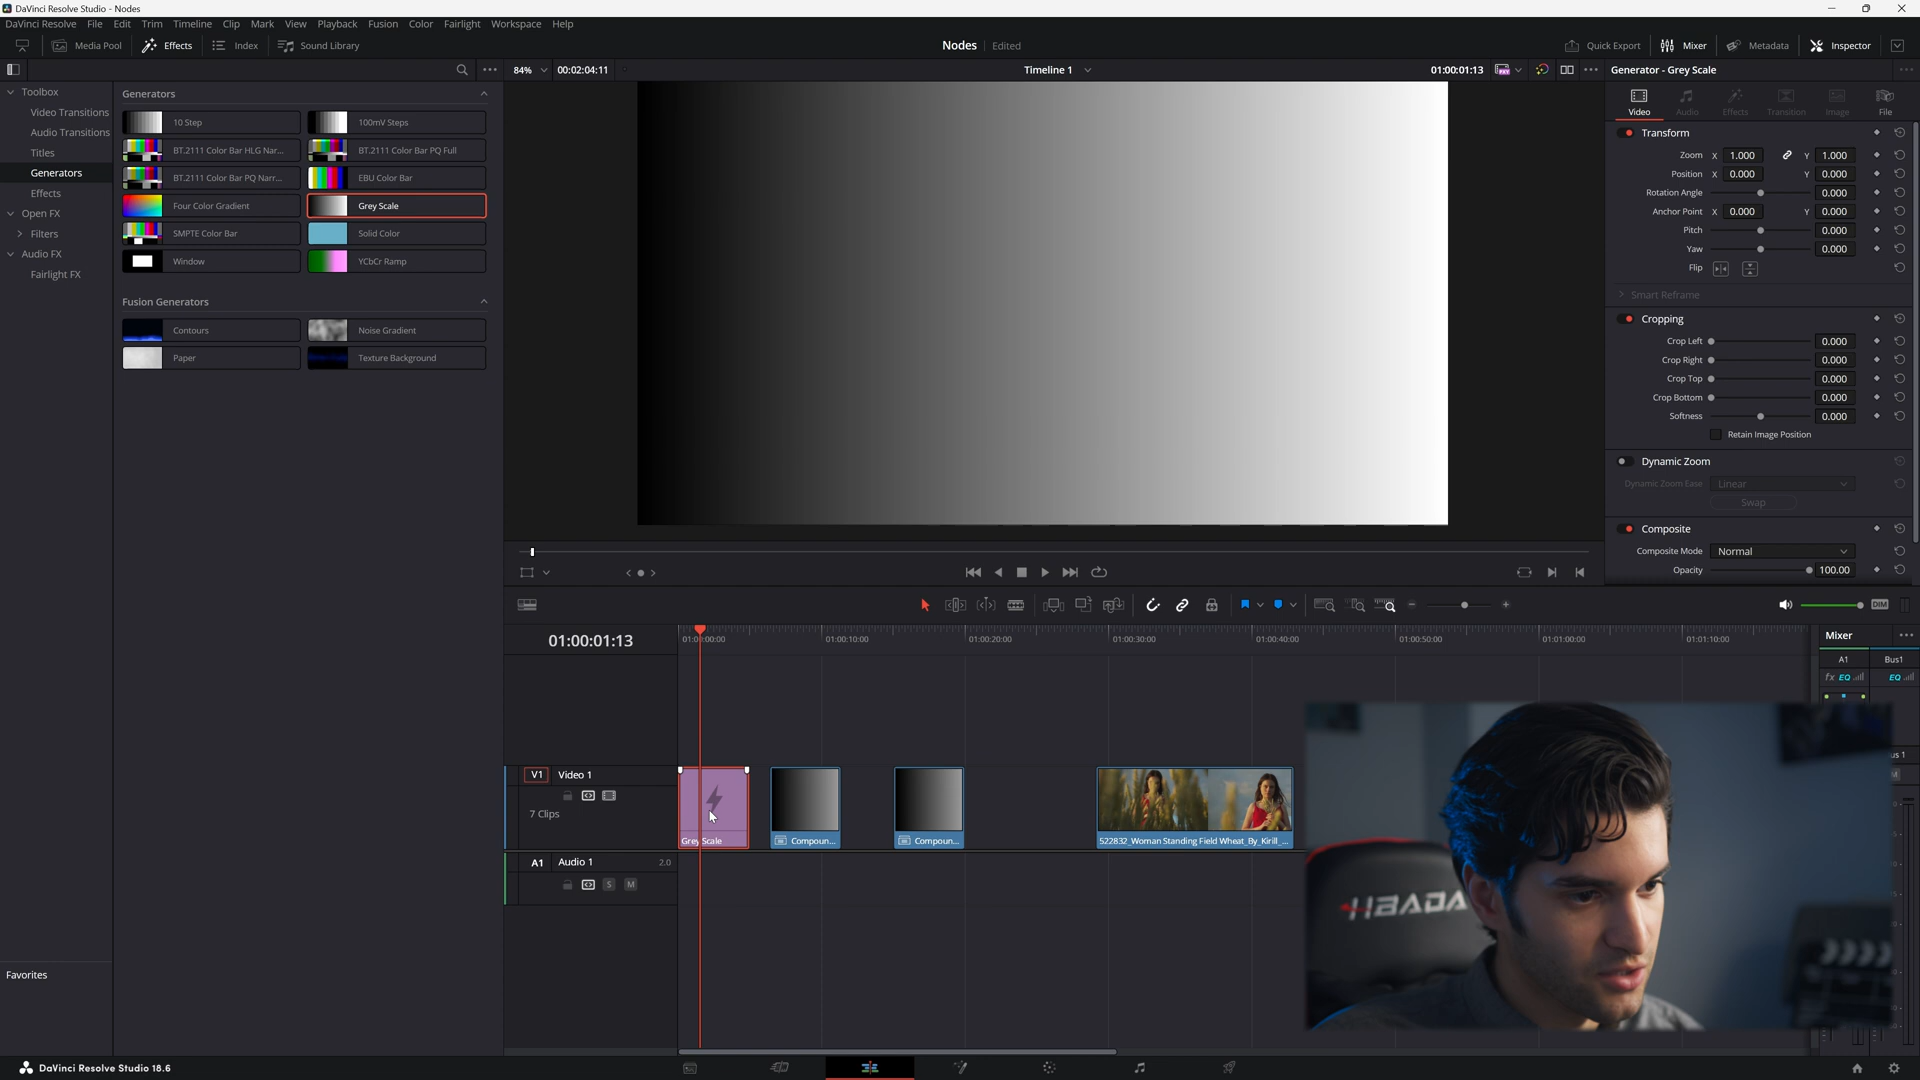 DaVinci Resolve Studio - Nodes
DaVinci Resolve File Edit Trim Timeline Clip Mark View Playback Fusion Color Fairlight Workspace Help
Media Pool Effects Index Sound Library Nodes Edited Quick Export Mixer Metadata Inspector
84% 00:02:04:11 Timeline 1 01:00:01:13 Generator - Grey Scale
Toolbox
Video Transitions
Audio Transitions
Titles
Generators
Effects
Open FX
Filters
Audio FX
Fairlight FX
Favorites
Generators
10 Step 100mV Steps
BT.2111 Color Bar HLG Nar... BT.2111 Color Bar PQ Full
BT.2111 Color Bar PQ Narr... EBU Color Bar
Four Color Gradient Grey Scale
SMPTE Color Bar Solid Color
Window YCbCr Ramp
Fusion Generators
Contours Noise Gradient
Paper Texture Background
Video Audio Effects Transition Image File
Transform
Zoom X 1.000 Y 1.000
Position X 0.000 Y 0.000
Rotation Angle 0.000
Anchor Point X 0.000 Y 0.000
Pitch 0.000
Yaw 0.000
Flip
Smart Reframe
Cropping
Crop Left 0.000
Crop Right 0.000
Crop Top 0.000
Crop Bottom 0.000
Softness 0.000
Retain Image Position
Dynamic Zoom
Dynamic Zoom Ease Linear
Swap
Composite
Composite Mode Normal
Opacity 100.00
DIM
01:00:01:13 01:00:00:00 01:00:10:00 01:00:20:00 01:00:30:00 01:00:40:00 01:00:50:00 01:01:00:00 01:01:10:00
Mixer
A1 Bus1
fx EQ EQ
V1 Video 1
7 Clips
Grey Scale Compoun... Compoun... 522832_Woman Standing Field Wheat_By_Kirill_...
A1 Audio 1 2.0
S M
HBADA
DaVinci Resolve Studio 18.6